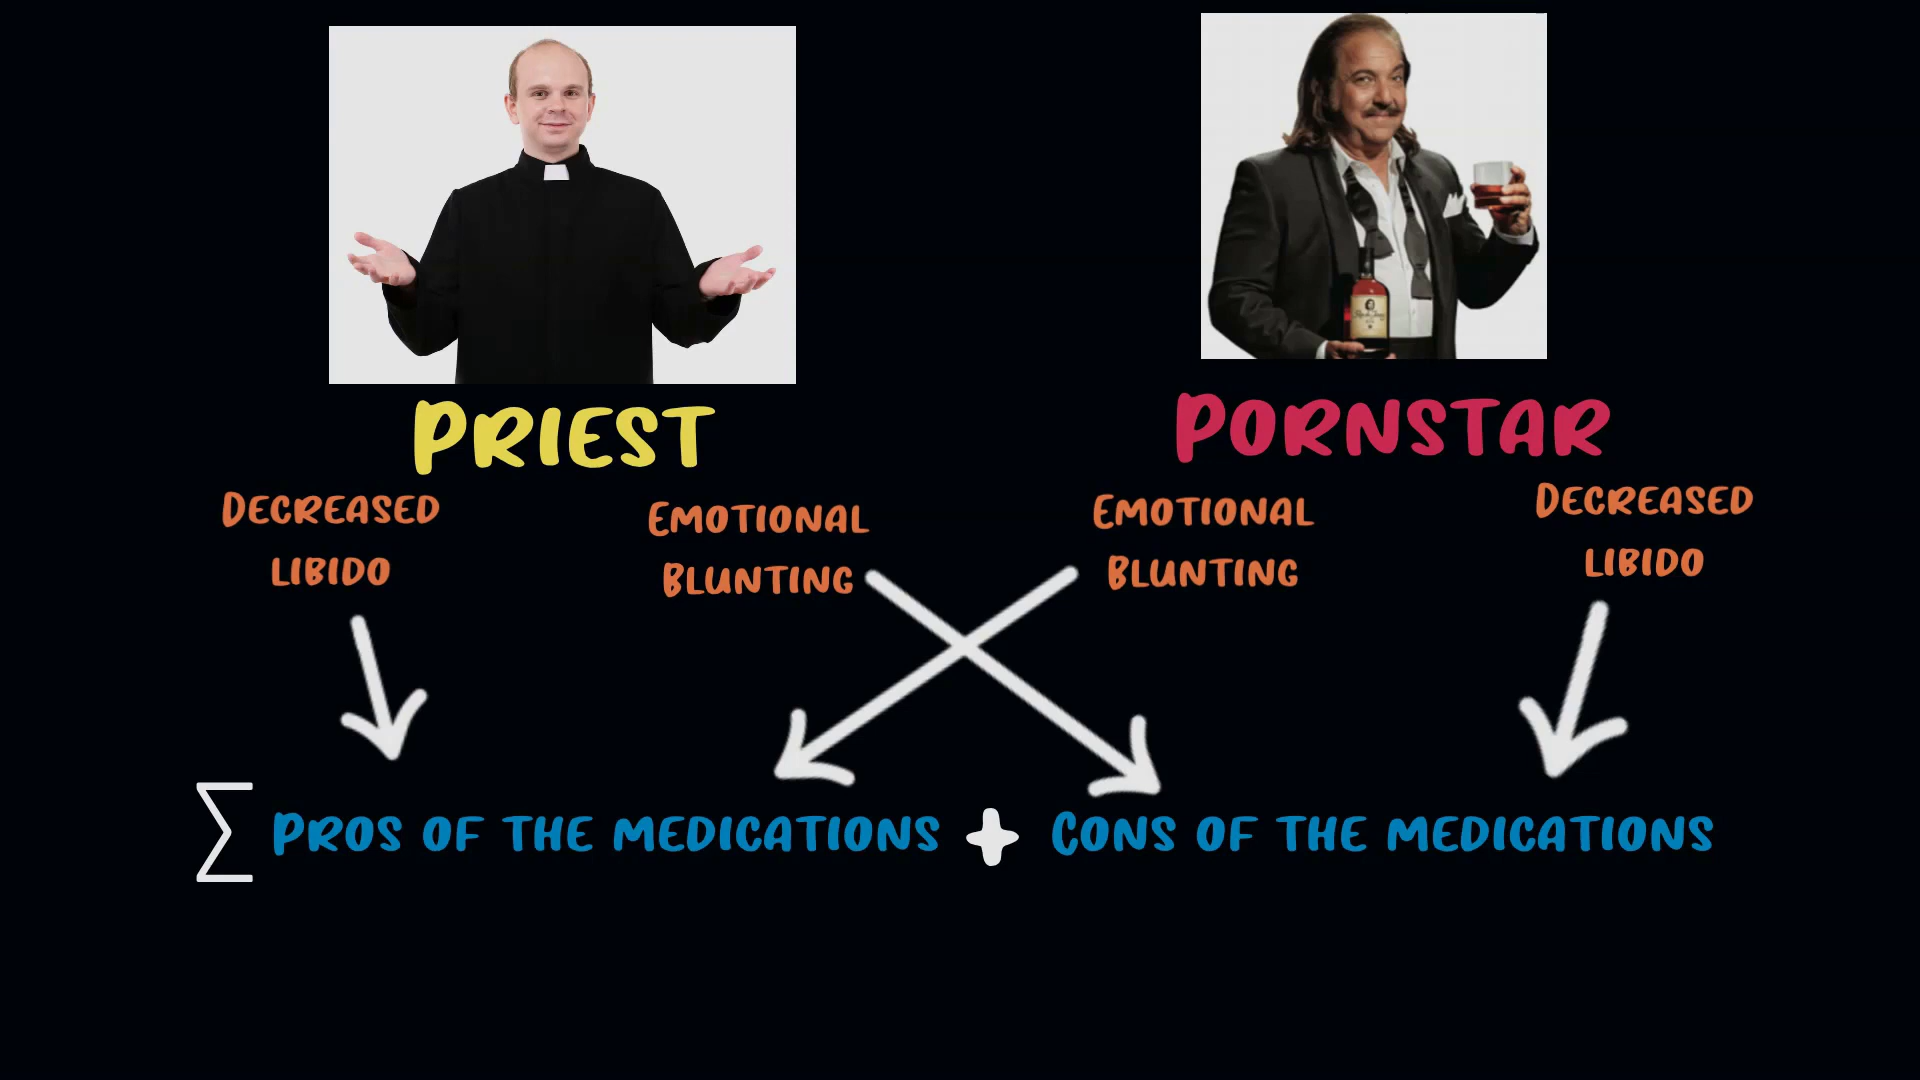 PRIEST
PORNSTAR
DECREASED
LIBIDO
EMOTIONAL
BLUNTING
EMOTIONAL
BLUNTING
DECREASED
LIBIDO
∑ PROS OF THE MEDICATIONS + CONS OF THE MEDICATIONS